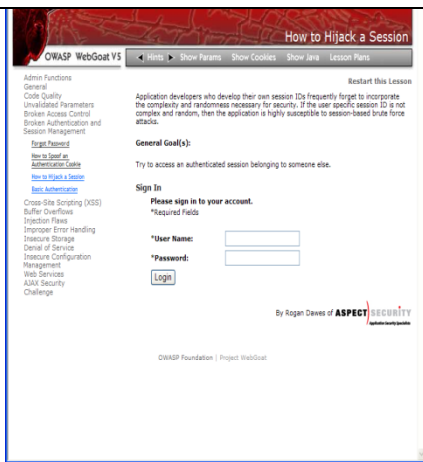 How to Hijack a Session
OWASP WebGoat V5
Hints Show Params Show Cookies Show Java Lesson Plans
Admin Functions
General
Code Quality
Unvalidated Parameters
Broken Access Control
Broken Authentication and
Session Management
Forgot Password
How to Spoof an
Authentication Cookie
How to Hijack a Session
Basic Authentication
Cross-Site Scripting (XSS)
Buffer Overflows
Injection Flaws
Improper Error Handling
Insecure Storage
Denial of Service
Insecure Configuration
Management
Web Services
AJAX Security
Challenge
Restart this Lesson
Application developers who develop their own session IDs frequently forget to incorporate
the complexity and randomness necessary for security. If the user specific session ID is not
complex and random, then the application is highly susceptible to session-based brute force
attacks.
General Goal(s):
Try to access an authenticated session belonging to someone else.
Sign In
Please sign in to your account.
*Required Fields
*User Name:
*Password:
Login
By Rogan Dawes of ASPECT SECURITY
Application Security Specialists
OWASP Foundation | Project WebGoat